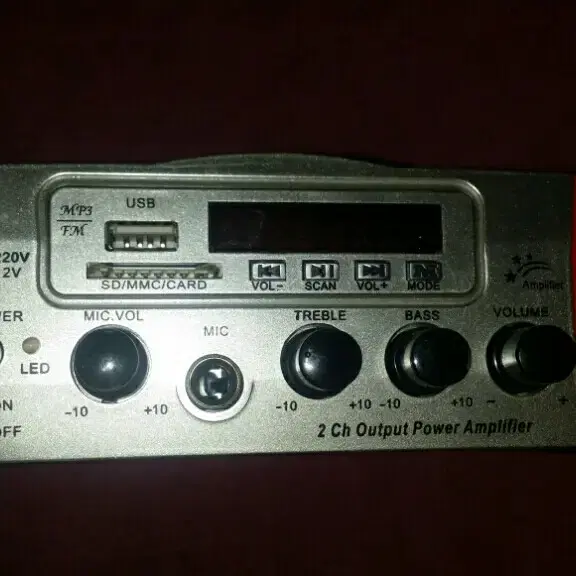 MP3
FM
USB
220V
2V
SD/MMC/CARD
VOL-
SCAN
VOL+
MODE
Amplifier
WER
LED
ON
OFF
MIC.VOL
-10
+10
MIC
TREBLE
-10
+10
BASS
-10
+10
VOLUME
-
+
2 Ch Output Power Amplifier